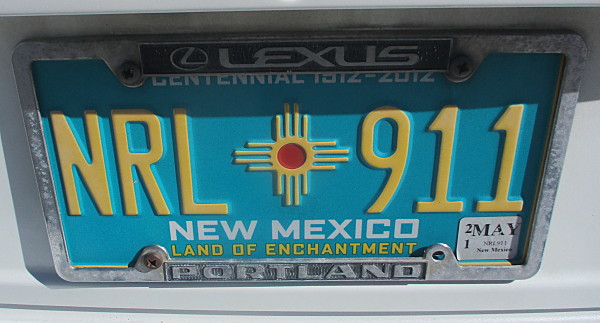 LEXUS
CENTENNIAL 1912-2012
NRL 911
NEW MEXICO
LAND OF ENCHANTMENT
2 MAY
1 NRL911
New Mexico
PORTLAND